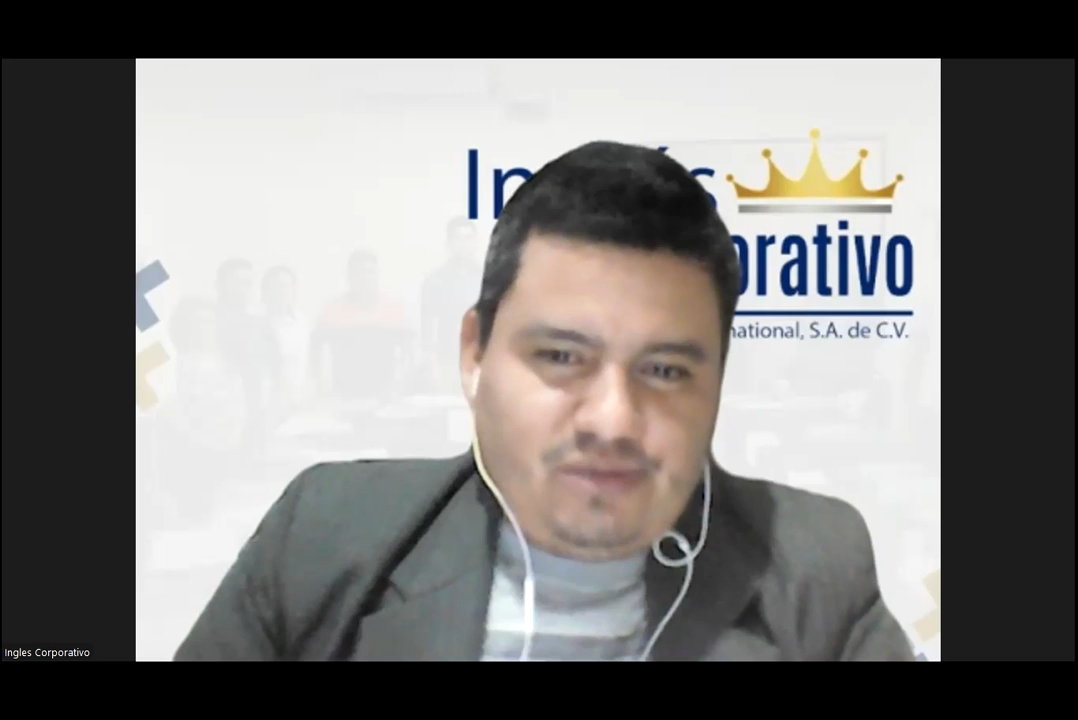 In s
orativo
national, S.A. de C.V.
Ingles Corporativo